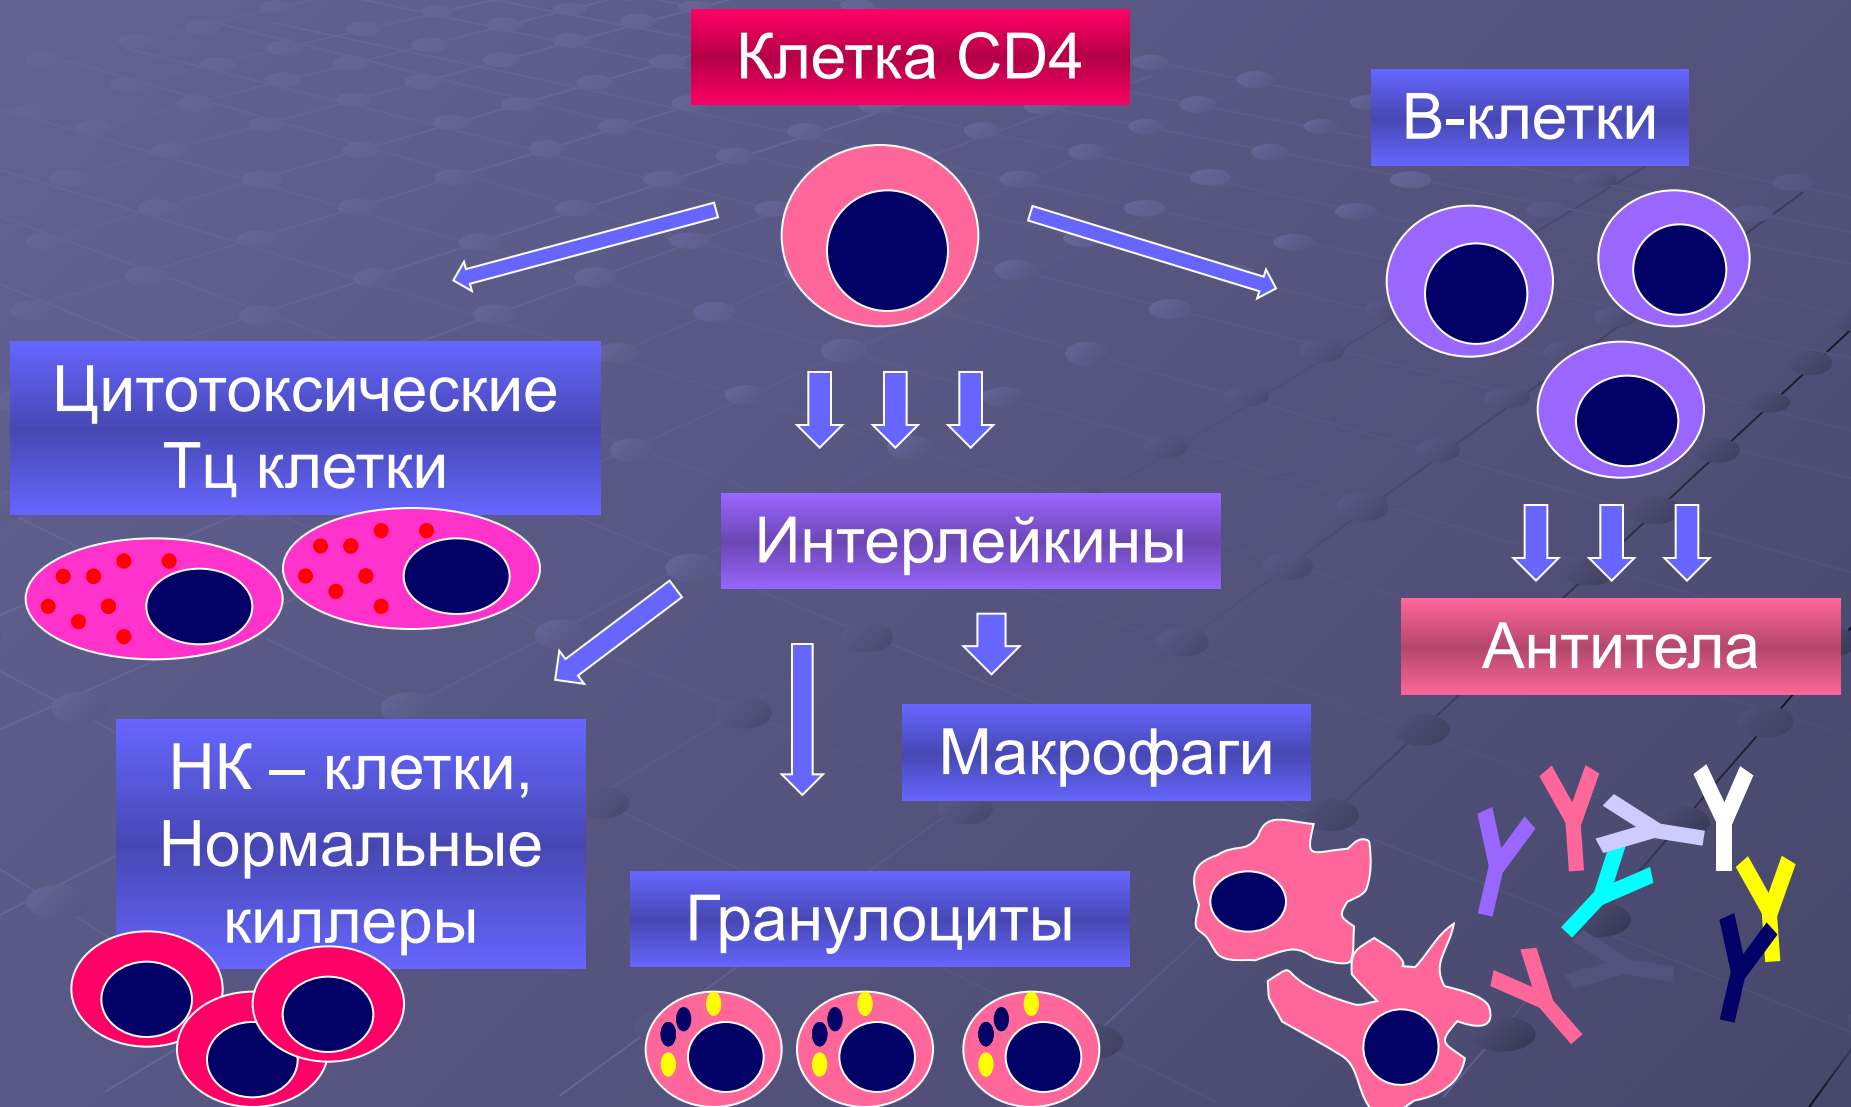 Клетка CD4
В-клетки
Цитотоксические
Тц клетки
Интерлейкины
Антитела
НК – клетки,
Нормальные
киллеры
Макрофаги
Гранулоциты